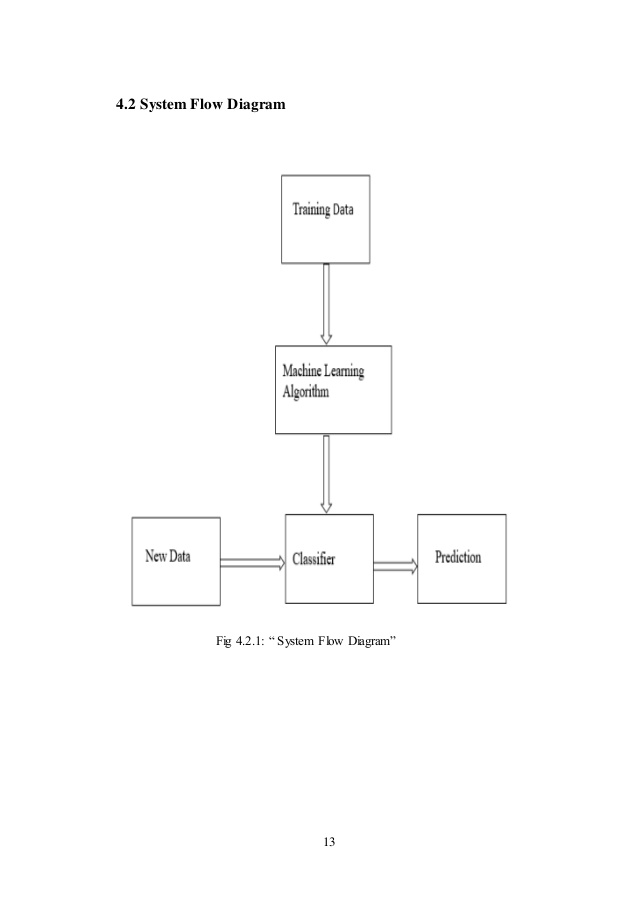 4.2 System Flow Diagram
Training Data
Machine Learning
Algorithm
New Data
Classifier
Prediction
Fig 4.2.1: “ System Flow Diagram”
13